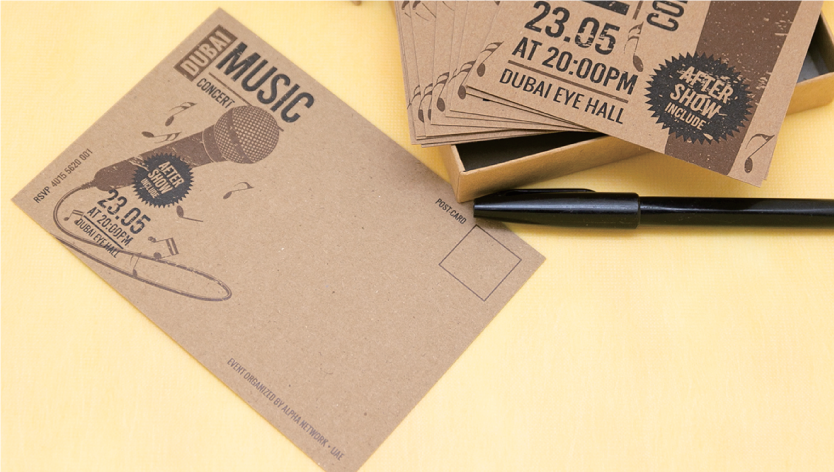 DUBAI
MUSIC
CONCERT
RSVP 4015 5620 001
AFTER
SHOW
INCLUDE
23.05
AT 20:00PM
DUBAI EYE HALL
POST CARD
EVENT ORGANIZED BY ALPHA NETWORK - UAE
23.05
AT 20:00PM
DUBAI EYE HALL
AFTER
SHOW
INCLUDE